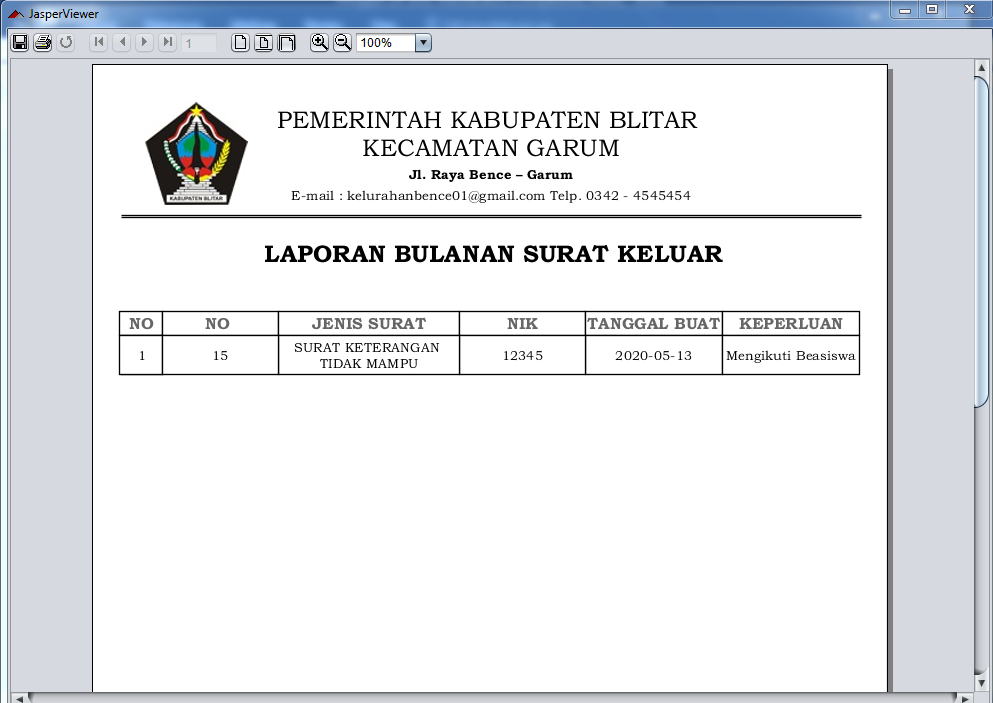 JasperViewer
1
100%
PEMERINTAH KABUPATEN BLITAR
KECAMATAN GARUM
Jl. Raya Bence – Garum
E-mail : kelurahanbence01@gmail.com Telp. 0342 - 4545454
KABUPATEN BLITAR
LAPORAN BULANAN SURAT KELUAR
NO NO JENIS SURAT NIK TANGGAL BUAT KEPERLUAN
1 15 SURAT KETERANGAN TIDAK MAMPU 12345 2020-05-13 Mengikuti Beasiswa